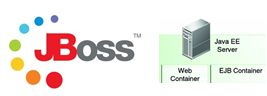 JBoss™
Java EE
Server
Web
Container
EJB Container